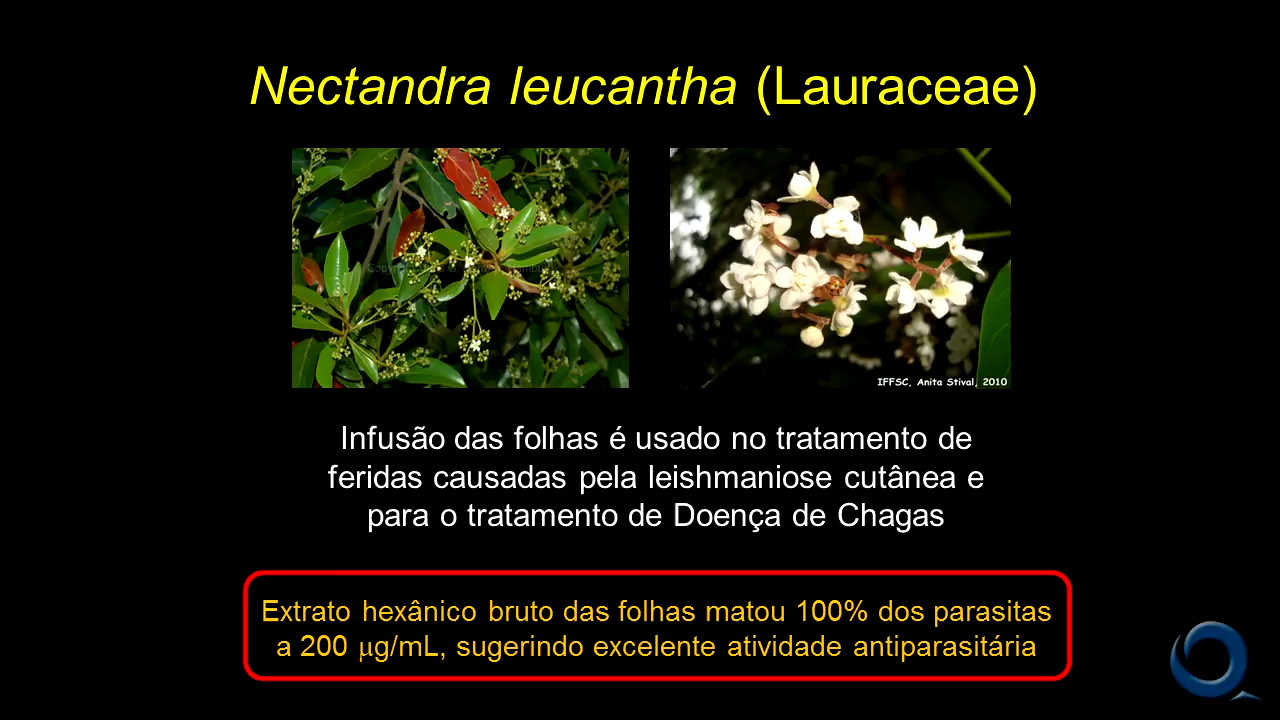 Nectandra leucantha (Lauraceae)
IFFSC, Anita Stival, 2010
Infusão das folhas é usado no tratamento de
feridas causadas pela leishmaniose cutânea e
para o tratamento de Doença de Chagas
Extrato hexânico bruto das folhas matou 100% dos parasitas
a 200 μg/mL, sugerindo excelente atividade antiparasitária